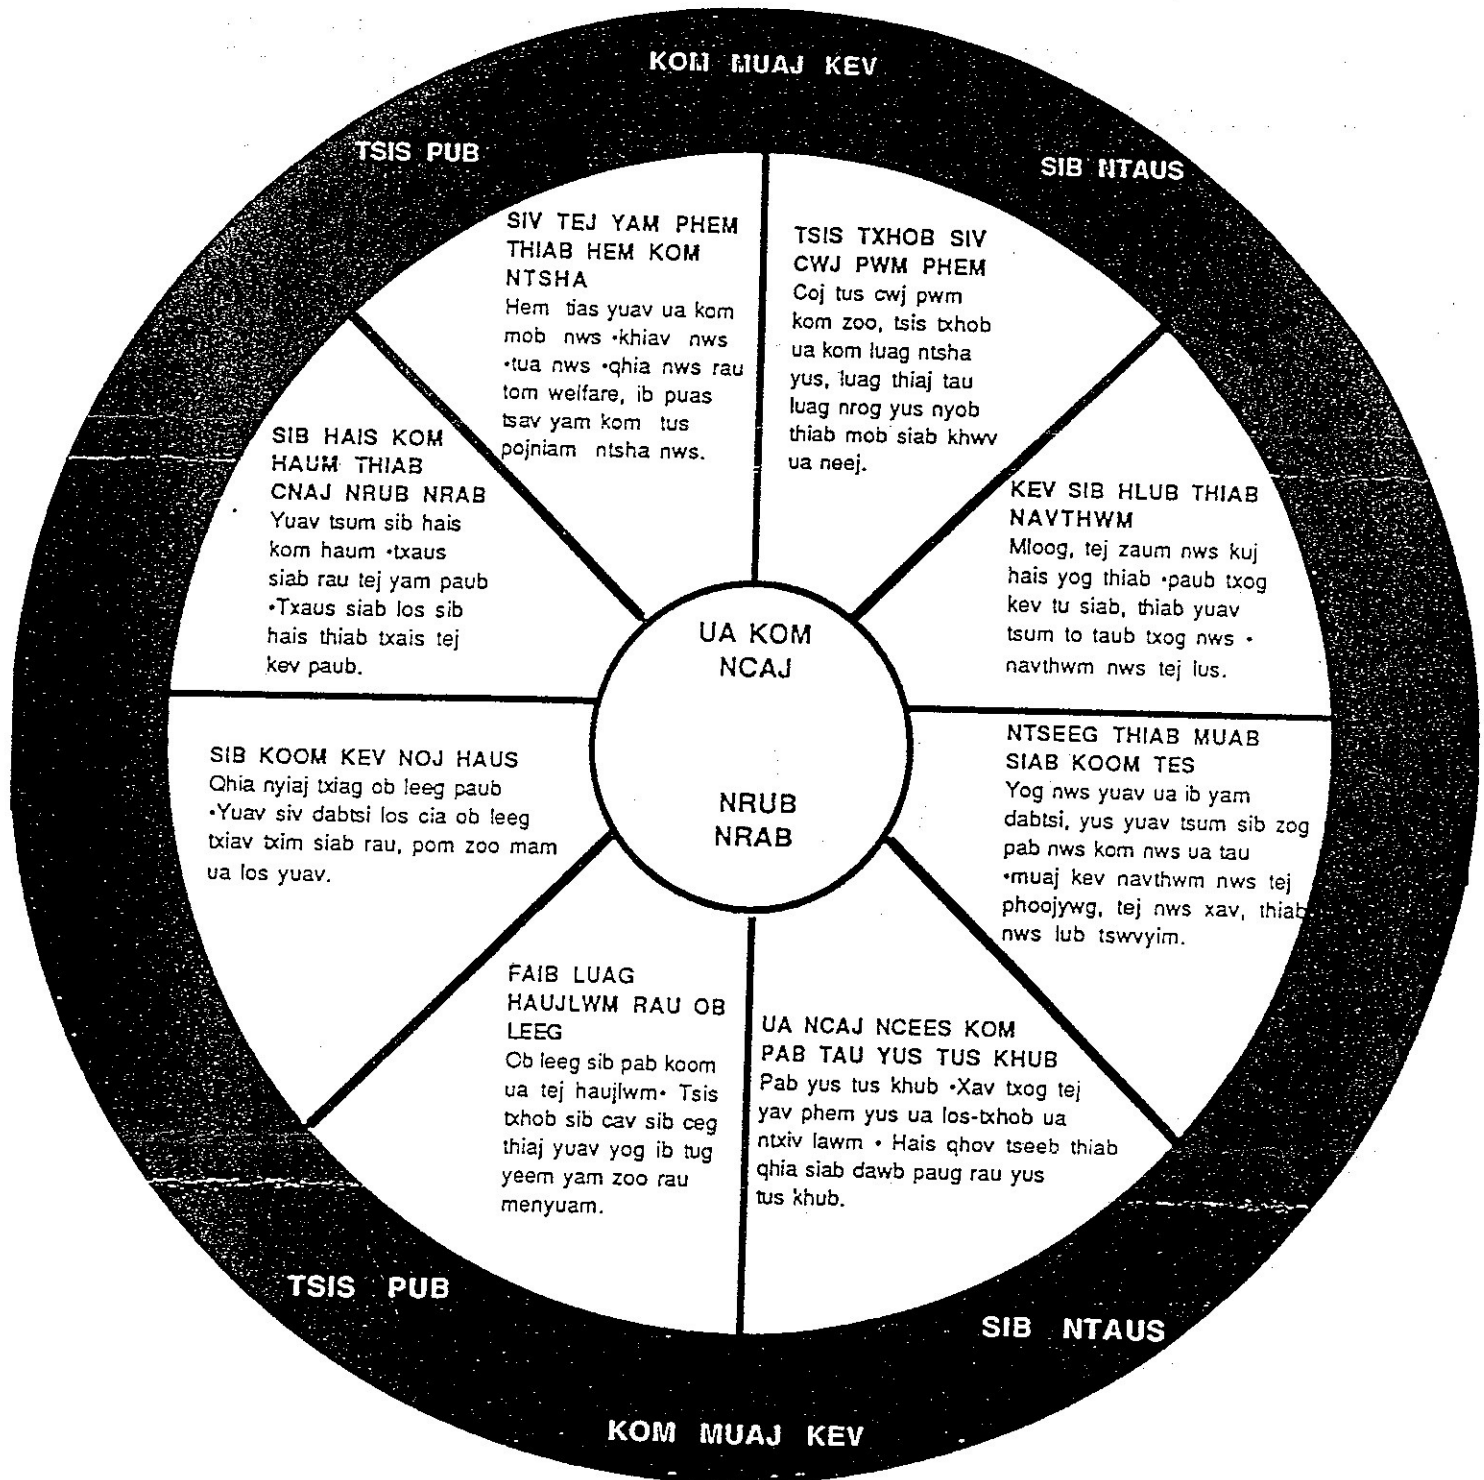 KOM MUAJ KEV
TSIS PUB
SIB NTAUS
SIV TEJ YAM PHEM
THIAB HEM KOM
NTSHA
Hem tias yuav ua kom
mob nws •khiav nws
•tua nws •qhia nws rau
tom welfare, ib puas
tsav yam kom tus
pojniam ntsha nws.
TSIS TXHOB SIV
CWJ PWM PHEM
Coj tus cwj pwm
kom zoo, tsis txhob
ua kom luag ntsha
yus, luag thiaj tau
luag nrog yus nyob
thiab mob siab khwv
ua neej.
SIB HAIS KOM
HAUM THIAB
CNAJ NRUB NRAB
Yuav tsum sib hais
kom haum •txaus
siab rau tej yam paub
•Txaus siab los sib
hais thiab txais tej
kev paub.
KEV SIB HLUB THIAB
NAVTHWM
Mloog, tej zaum nws kuj
hais yog thiab •paub txog
kev tu siab, thiab yuav
tsum to taub txog nws •
navthwm nws tej lus.
UA KOM
NCAJ
NRUB
NRAB
SIB KOOM KEV NOJ HAUS
Qhia nyiaj txiag ob leeg paub
•Yuav siv dabtsi los cia ob leeg
txiav txim siab rau, pom zoo mam
ua los yuav.
NTSEEG THIAB MUAB
SIAB KOOM TES
Yog nws yuav ua ib yam
dabtsi, yus yuav tsum sib zog
pab nws kom nws ua tau
•muaj kev navthwm nws tej
phoojywg, tej nws xav, thiab
nws lub tswvyim.
FAIB LUAG
HAUJLWM RAU OB
LEEG
Ob leeg sib pab koom
ua tej haujlwm• Tsis
txhob sib cav sib ceg
thiaj yuav yog ib tug
yeem yam zoo rau
menyuam.
UA NCAJ NCEES KOM
PAB TAU YUS TUS KHUB
Pab yus tus khub •Xav txog tej
yav phem yus ua los-txhob ua
ntxiv lawm • Hais qhov tseeb thiab
qhia siab dawb paug rau yus
tus khub.
TSIS PUB
SIB NTAUS
KOM MUAJ KEV